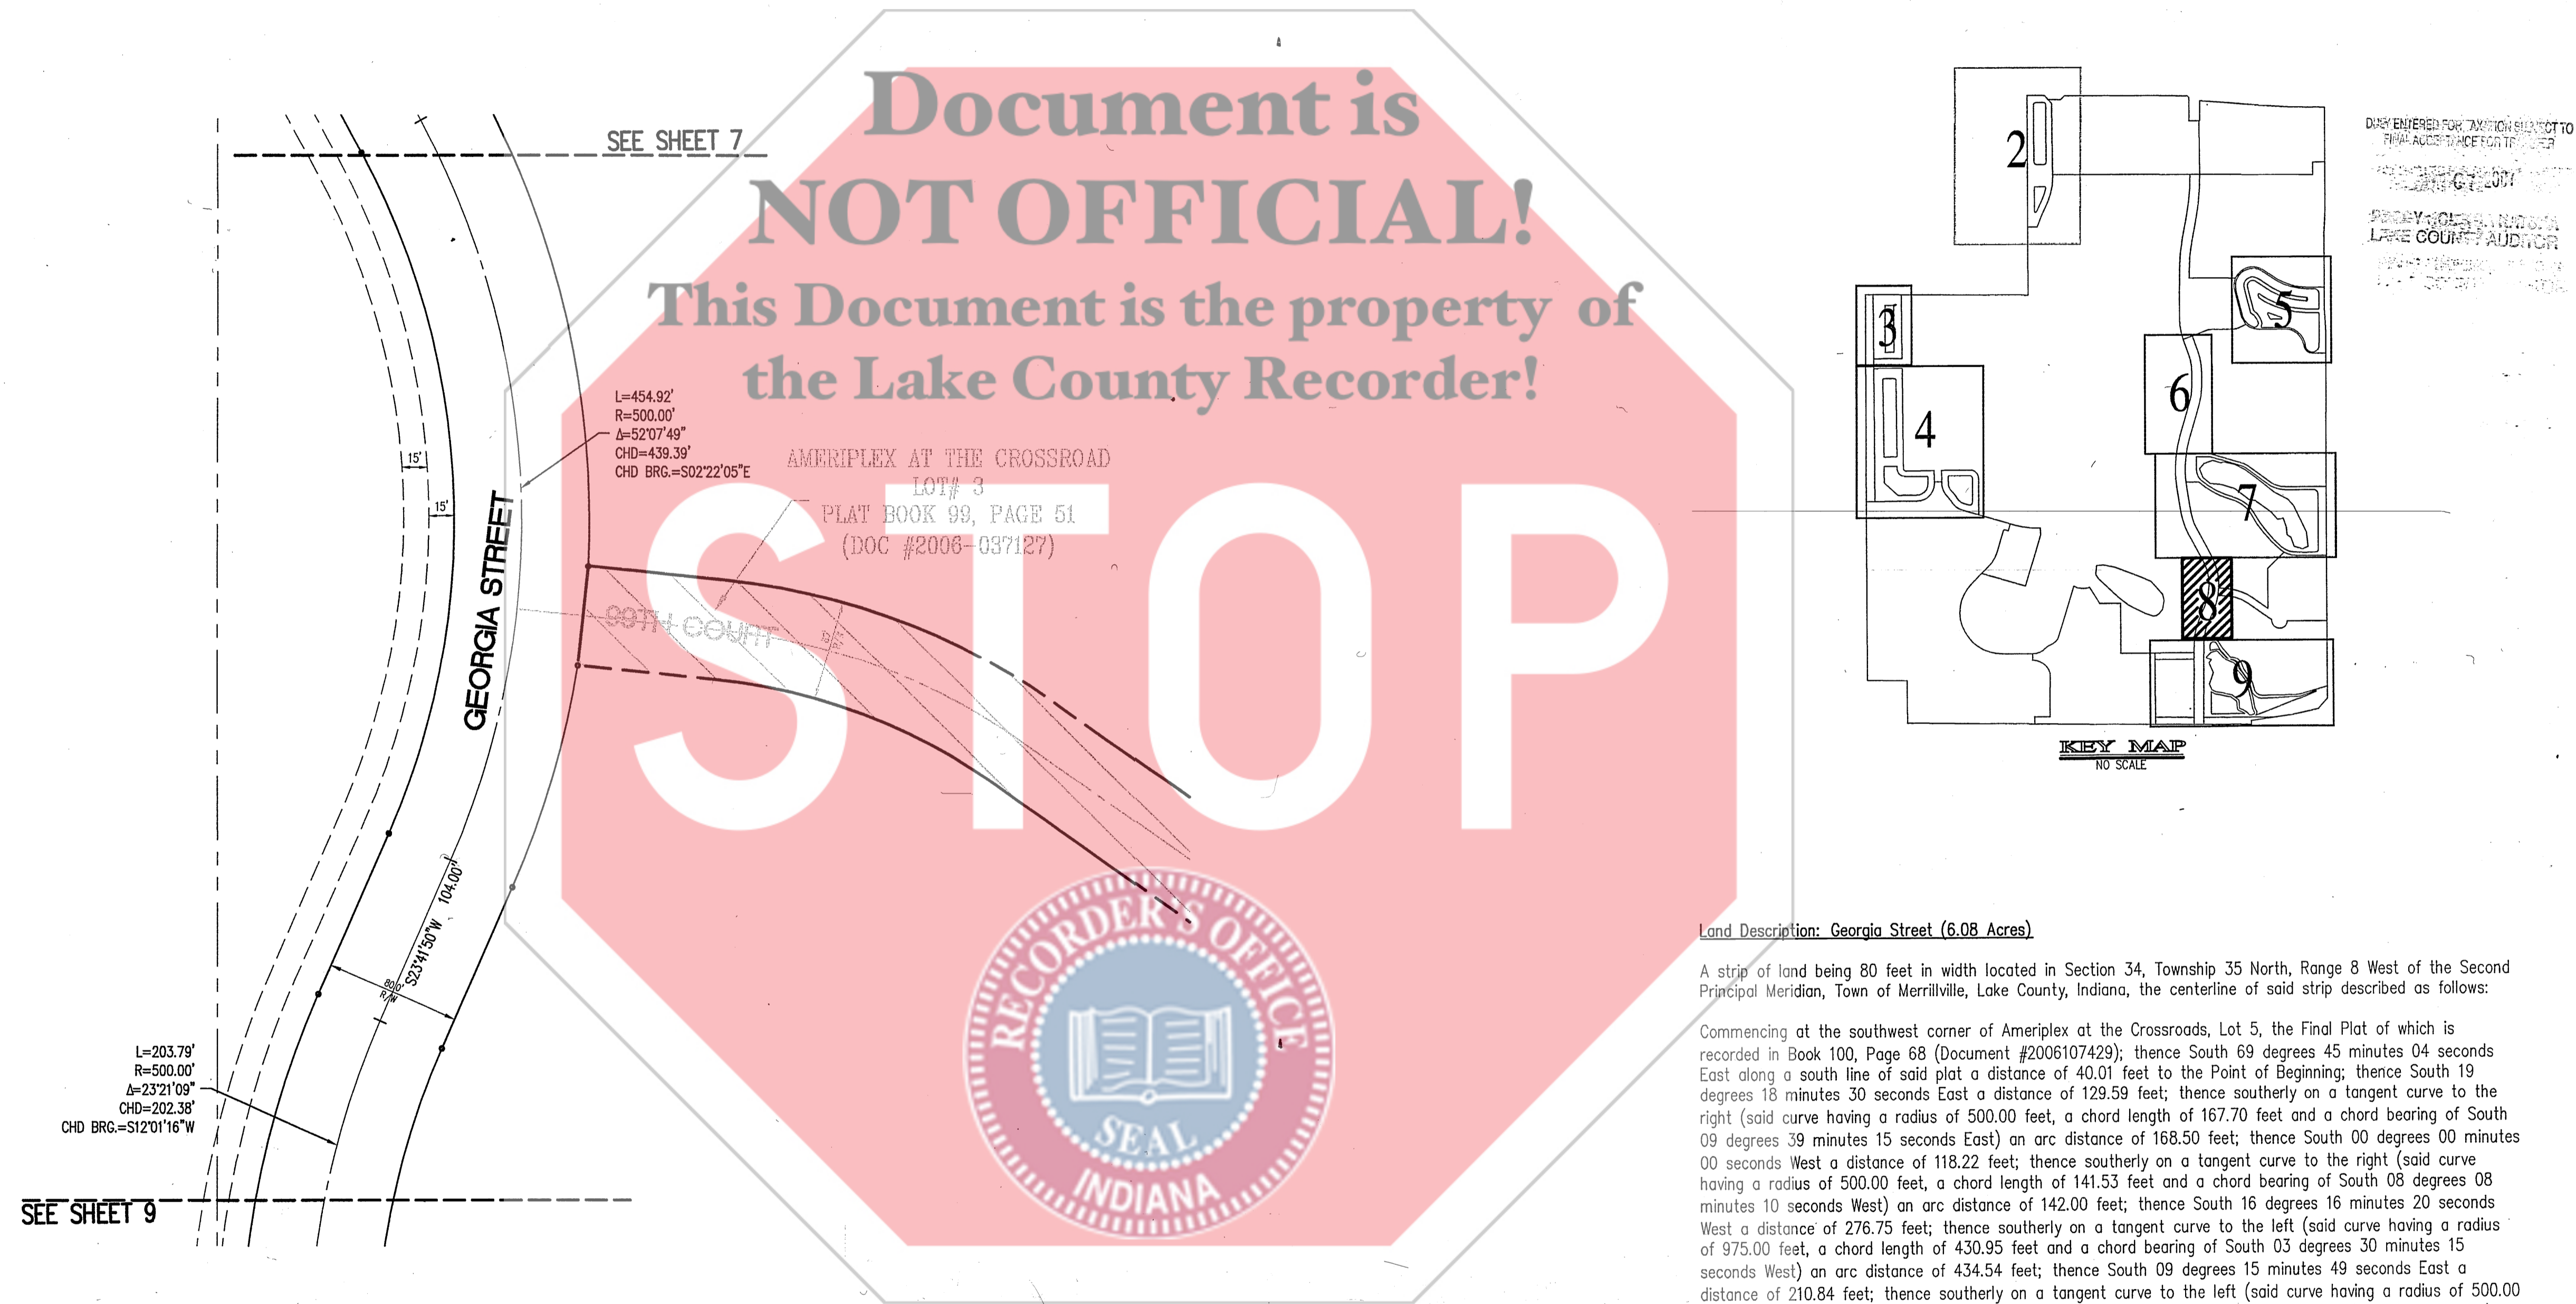 Document is
NOT OFFICIAL!
This Document is the property of
the Lake County Recorder!
STOP
RECORDER'S OFFICE
SEAL
INDIANA
SEE SHEET 7
L=454.92'
R=500.00'
Δ=52°07'49"
CHD=439.39'
CHD BRG.=S02°22'05"E
15'
15'
GEORGIA STREET
AMERIPLEX AT THE CROSSROAD
LOT# 3
PLAT BOOK 99, PAGE 51
(DOC #2006-037127)
99TH COURT
S23°41'50"W 104.00'
80.0'
R/W
L=203.79'
R=500.00'
Δ=23°21'09"
CHD=202.38'
CHD BRG.=S12°01'16"W
SEE SHEET 9
2
3
4
5
6
7
8
9
KEY MAP
NO SCALE
DULY ENTERED FOR TAXATION SUBJECT TO
FINAL ACCEPTANCE FOR TRANSFER
LAKE COUNTY AUDITOR
Land Description: Georgia Street (6.08 Acres)
A strip of land being 80 feet in width located in Section 34, Township 35 North, Range 8 West of the Second
Principal Meridian, Town of Merrillville, Lake County, Indiana, the centerline of said strip described as follows:
Commencing at the southwest corner of Ameriplex at the Crossroads, Lot 5, the Final Plat of which is
recorded in Book 100, Page 68 (Document #2006107429); thence South 69 degrees 45 minutes 04 seconds
East along a south line of said plat a distance of 40.01 feet to the Point of Beginning; thence South 19
degrees 18 minutes 30 seconds East a distance of 129.59 feet; thence southerly on a tangent curve to the
right (said curve having a radius of 500.00 feet, a chord length of 167.70 feet and a chord bearing of South
09 degrees 39 minutes 15 seconds East) an arc distance of 168.50 feet; thence South 00 degrees 00 minutes
00 seconds West a distance of 118.22 feet; thence southerly on a tangent curve to the right (said curve
having a radius of 500.00 feet, a chord length of 141.53 feet and a chord bearing of South 08 degrees 08
minutes 10 seconds West) an arc distance of 142.00 feet; thence South 16 degrees 16 minutes 20 seconds
West a distance of 276.75 feet; thence southerly on a tangent curve to the left (said curve having a radius
of 975.00 feet, a chord length of 430.95 feet and a chord bearing of South 03 degrees 30 minutes 15
seconds West) an arc distance of 434.54 feet; thence South 09 degrees 15 minutes 49 seconds East a
distance of 210.84 feet; thence southerly on a tangent curve to the left (said curve having a radius of 500.00